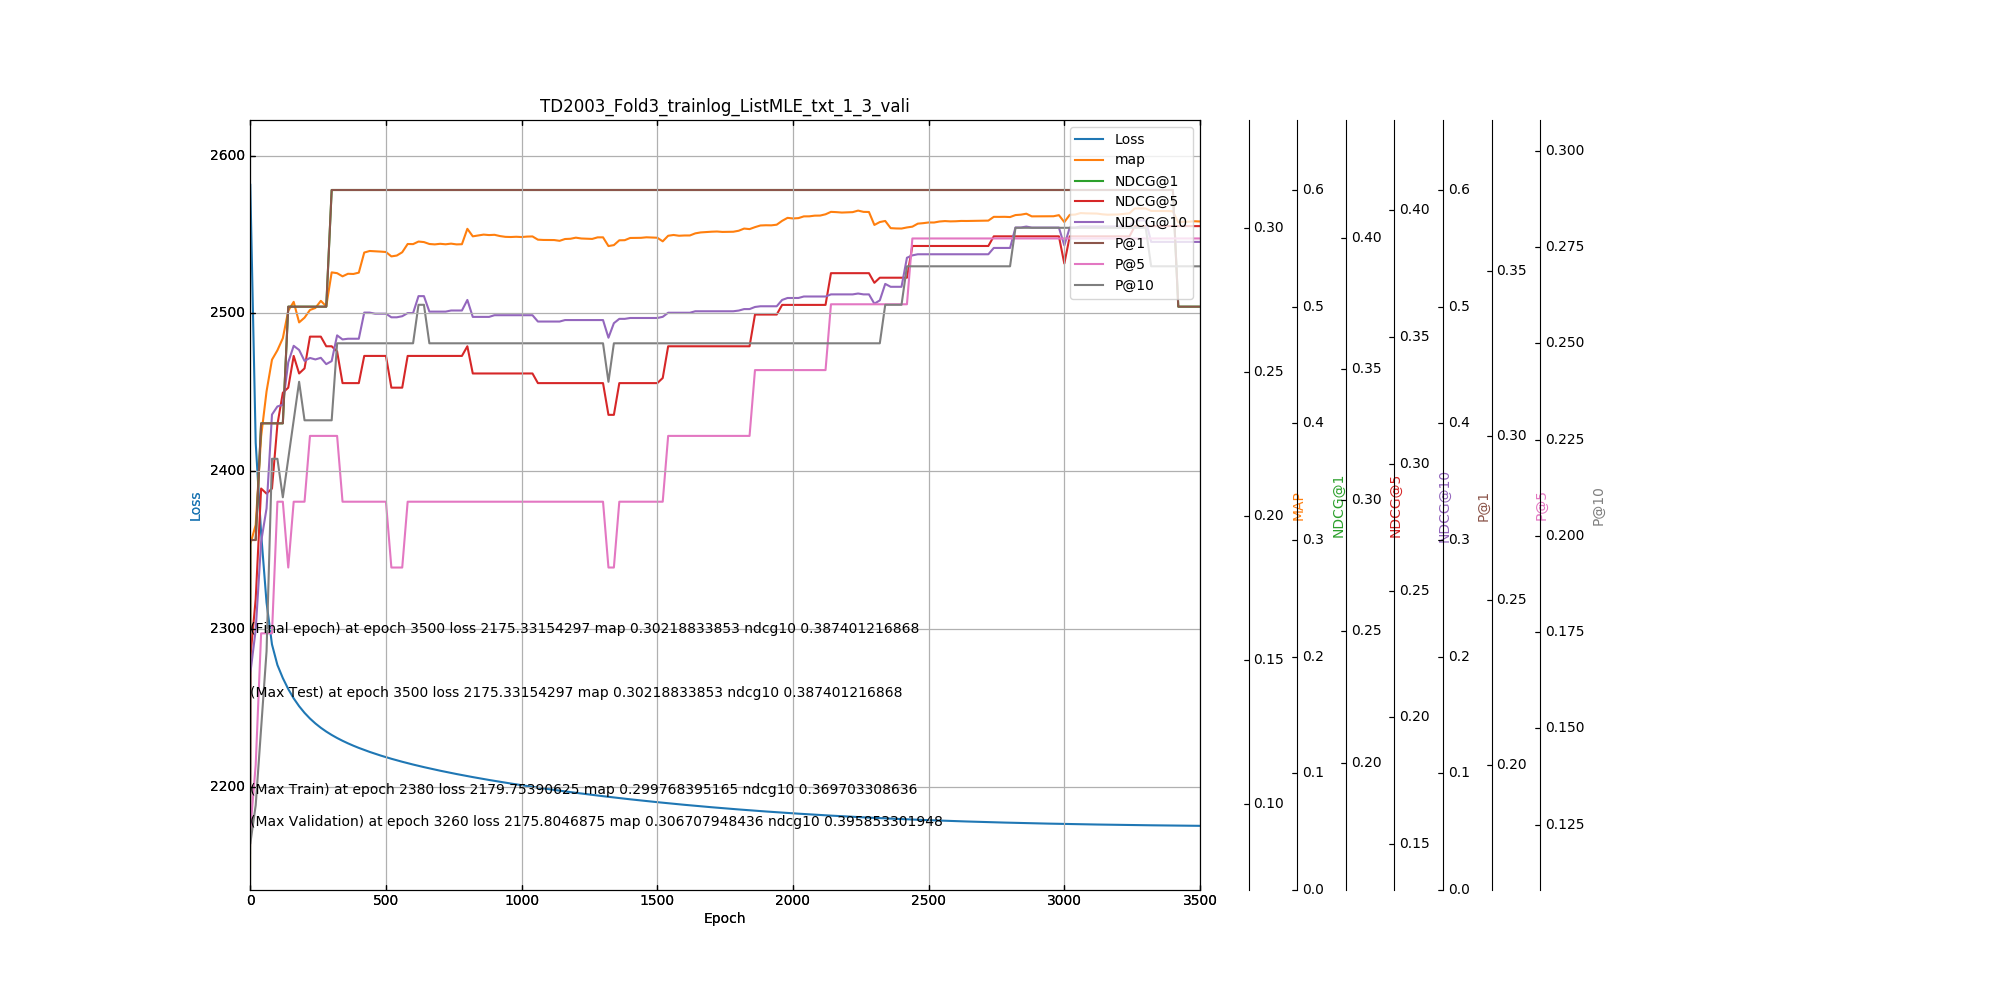 TD2003_Fold3_trainlog_ListMLE_txt_1_3_vali
Loss
map
NDCG@1
NDCG@5
NDCG@10
P@1
P@5
P@10
2600
2500
2400
2300
2200
Loss
(Final epoch) at epoch 3500 loss 2175.33154297 map 0.30218833853 ndcg10 0.387401216868
(Max Test) at epoch 3500 loss 2175.33154297 map 0.30218833853 ndcg10 0.387401216868
(Max Train) at epoch 2380 loss 2179.75390625 map 0.299768395165 ndcg10 0.369703308636
(Max Validation) at epoch 3260 loss 2175.8046875 map 0.306707948436 ndcg10 0.395853301948
0 500 1000 1500 2000 2500 3000 3500
Epoch
0.30
0.25
0.20
0.15
0.10
MAP
0.6
0.5
0.4
0.3
0.2
0.1
0.0
NDCG@1
0.40
0.35
0.30
0.25
0.20
NDCG@5
0.40
0.35
0.30
0.25
0.20
0.15
NDCG@10
0.6
0.5
0.4
0.3
0.2
0.1
0.0
P@1
0.35
0.30
0.25
0.20
P@5
0.300
0.275
0.250
0.225
0.200
0.175
0.150
0.125
P@10